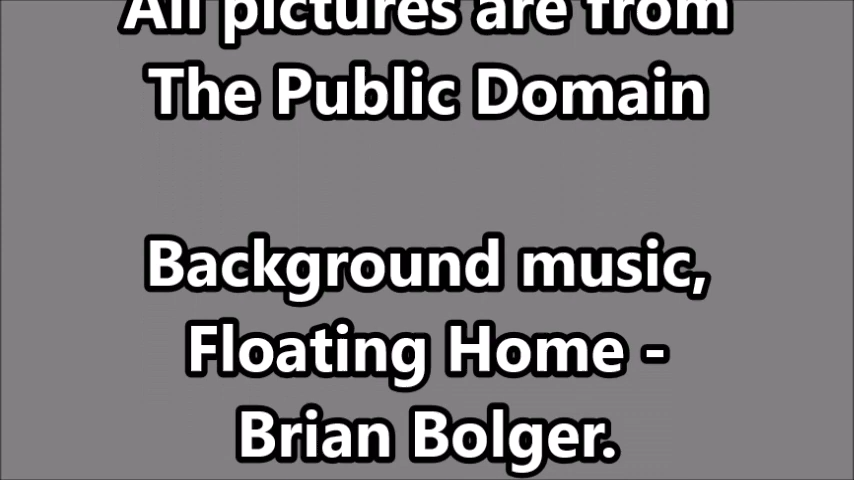 All pictures are from
The Public Domain
Background music,
Floating Home -
Brian Bolger.